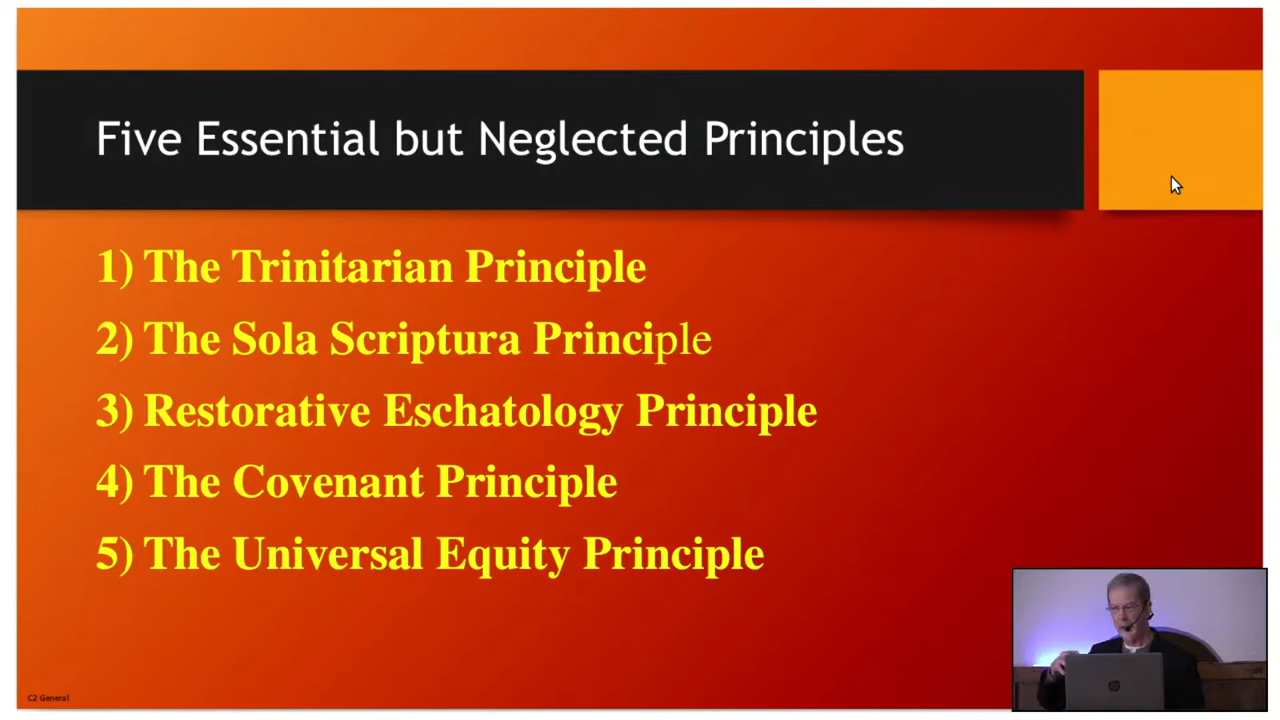 Five Essential but Neglected Principles
1) The Trinitarian Principle
2) The Sola Scriptura Principle
3) Restorative Eschatology Principle
4) The Covenant Principle
5) The Universal Equity Principle
C2 General